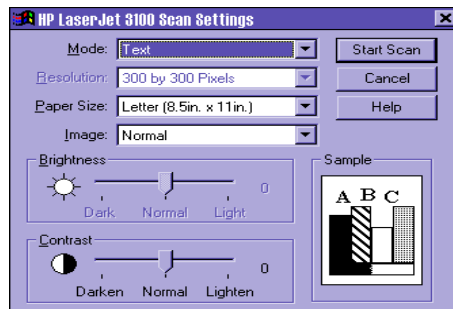 HP LaserJet 3100 Scan Settings
Mode: Text
Start Scan
Resolution: 300 by 300 Pixels
Cancel
Paper Size: Letter (8.5in. x 11in.)
Help
Image: Normal
Brightness
0
Dark Normal Light
Contrast
0
Darken Normal Lighten
Sample
A B C